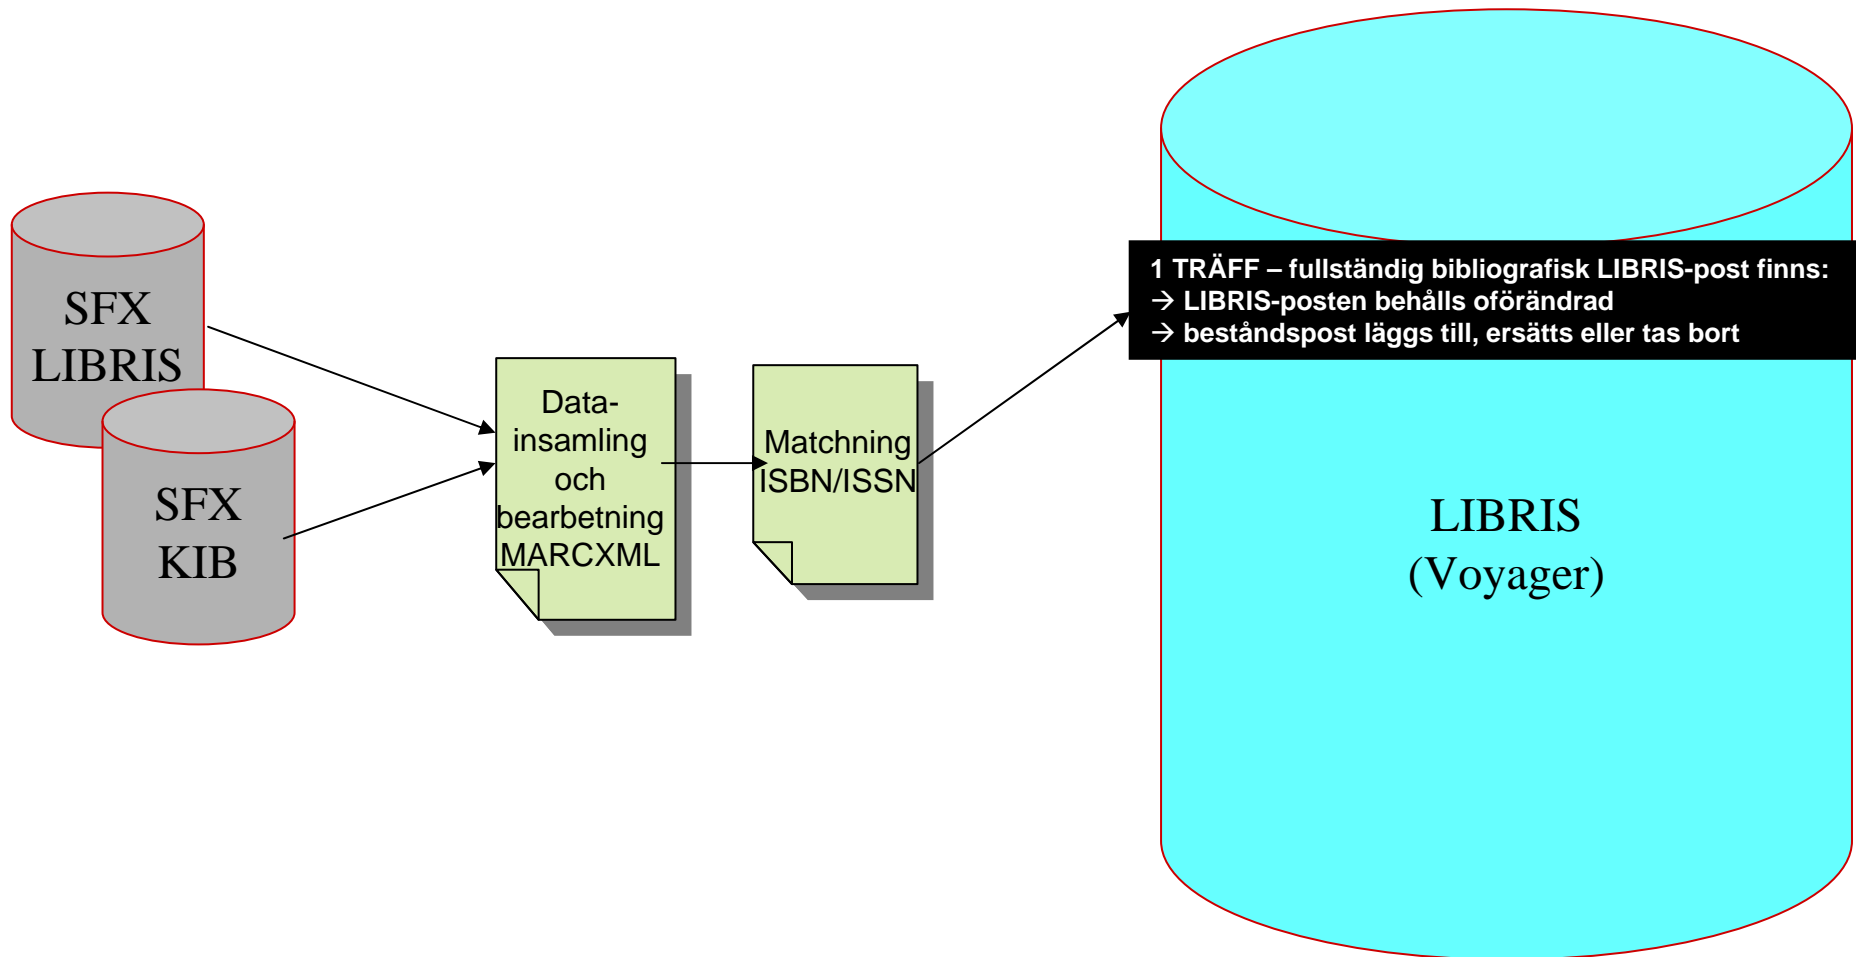 SFX
LIBRIS
SFX
KIB
Data-
insamling
och
bearbetning
MARCXML
Matchning
ISBN/ISSN
1 TRÄFF – fullständig bibliografisk LIBRIS-post finns:
→ LIBRIS-posten behålls oförändrad
→ beståndspost läggs till, ersätts eller tas bort
LIBRIS
(Voyager)